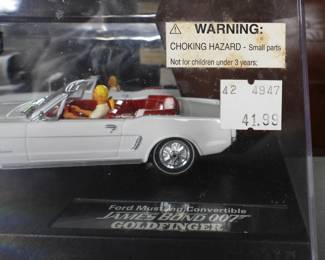 WARNING:
CHOKING HAZARD - Small parts
Not for children under 3 years;
42 4947
41.99
Ford Mustang Convertible
JAMES BOND 007
GOLDFINGER